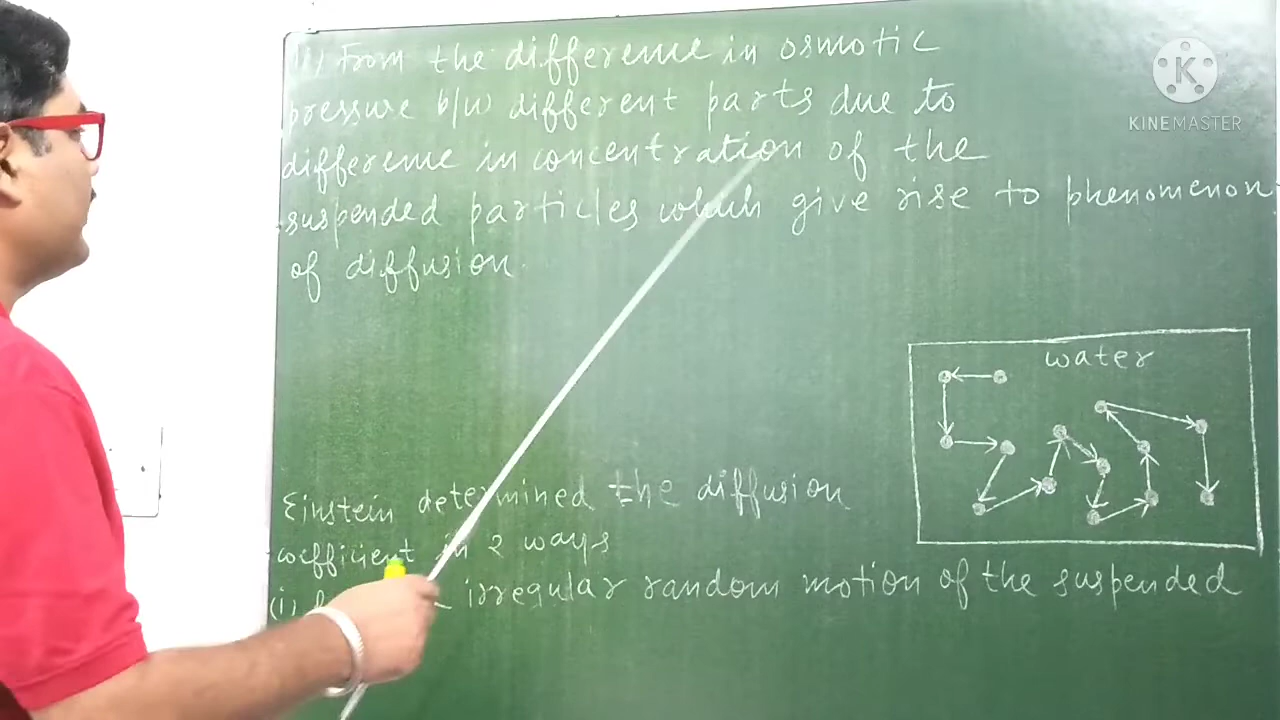 (ii) From the difference in osmotic
pressure b/w different parts due to
difference in concentration of the
suspended particles which give rise to phenomenon
of diffusion.
water
Einstein determined the diffusion
coefficient in 2 ways
(i) irregular random motion of the suspended
K
KINEMASTER